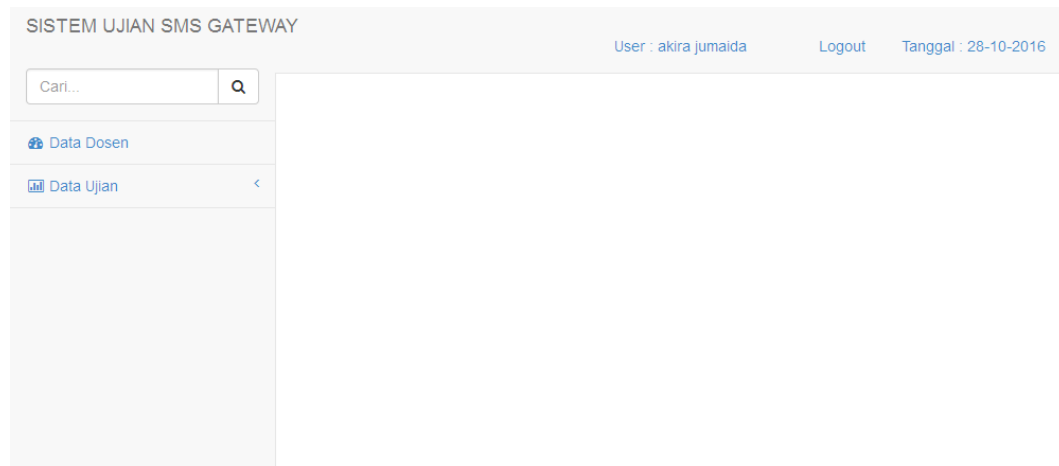 SISTEM UJIAN SMS GATEWAY
User : akira jumaida Logout Tanggal : 28-10-2016
Cari...
Data Dosen
Data Ujian